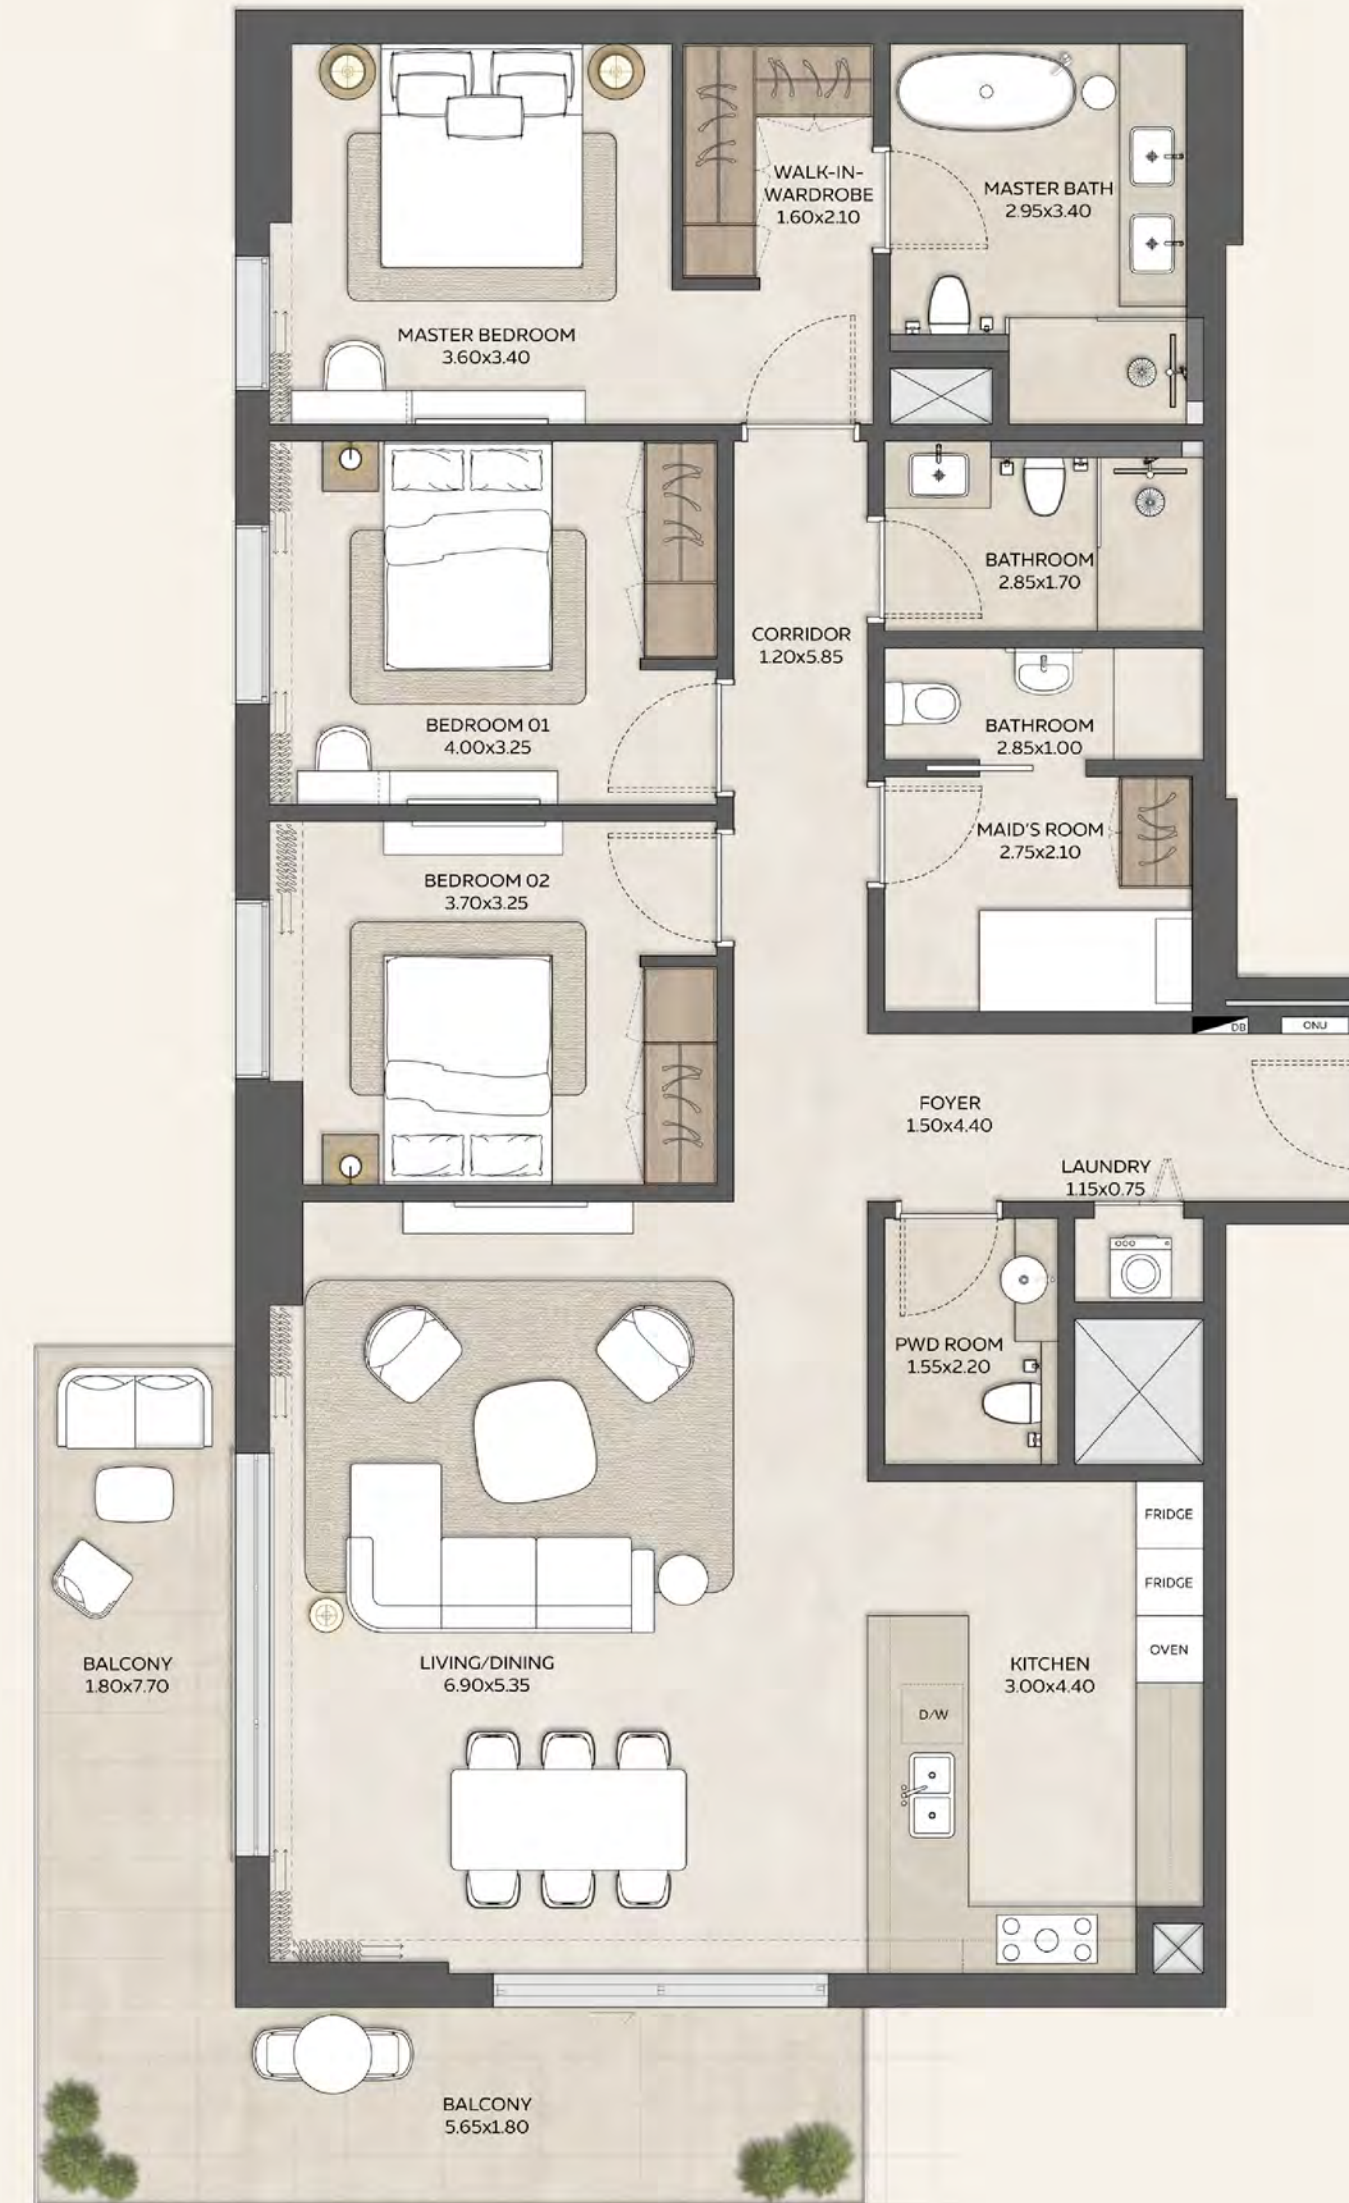 WALK-IN-
WARDROBE
1.60x2.10
MASTER BATH
2.95x3.40
MASTER BEDROOM
3.60x3.40
BATHROOM
2.85x1.70
CORRIDOR
1.20x5.85
BEDROOM 01
4.00x3.25
BATHROOM
2.85x1.00
MAID'S ROOM
2.75x2.10
BEDROOM 02
3.70x3.25
DB
ONU
FOYER
1.50x4.40
LAUNDRY
1.15x0.75
PWD ROOM
1.55x2.20
FRIDGE
FRIDGE
OVEN
BALCONY
1.80x7.70
LIVING/DINING
6.90x5.35
KITCHEN
3.00x4.40
D/W
BALCONY
5.65x1.80